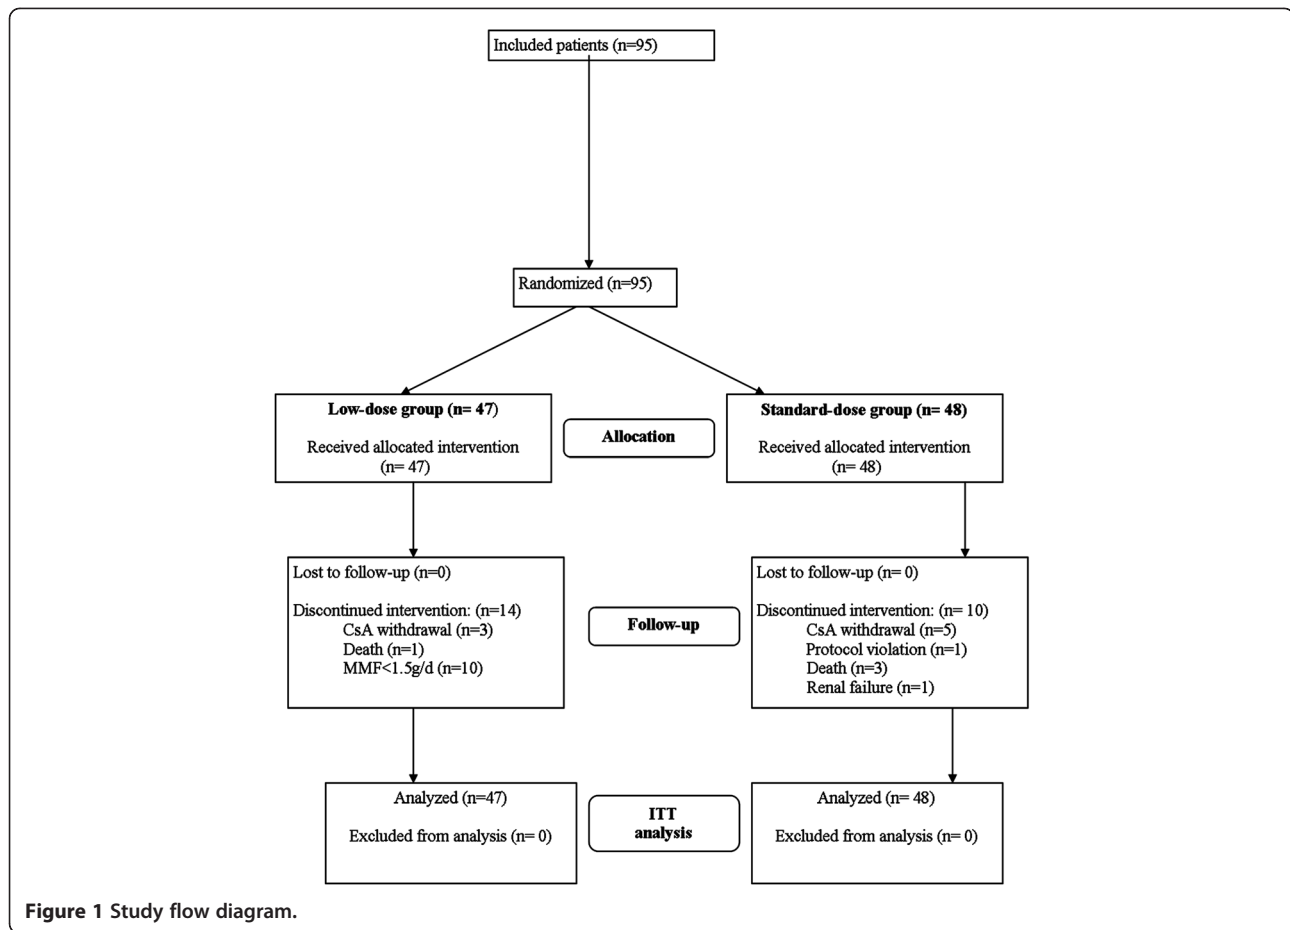 Included patients (n=95)
Randomized (n=95)
Low-dose group (n= 47)
Received allocated intervention
(n= 47)
Allocation
Standard-dose group (n= 48)
Received allocated intervention
(n= 48)
Lost to follow-up (n=0)
Discontinued intervention: (n=14)
CsA withdrawal (n=3)
Death (n=1)
MMF<1.5g/d (n=10)
Follow-up
Lost to follow-up (n= 0)
Discontinued intervention: (n= 10)
CsA withdrawal (n=5)
Protocol violation (n=1)
Death (n=3)
Renal failure (n=1)
Analyzed (n=47)
Excluded from analysis (n= 0)
ITT
analysis
Analyzed (n= 48)
Excluded from analysis (n= 0)
Figure 1 Study flow diagram.